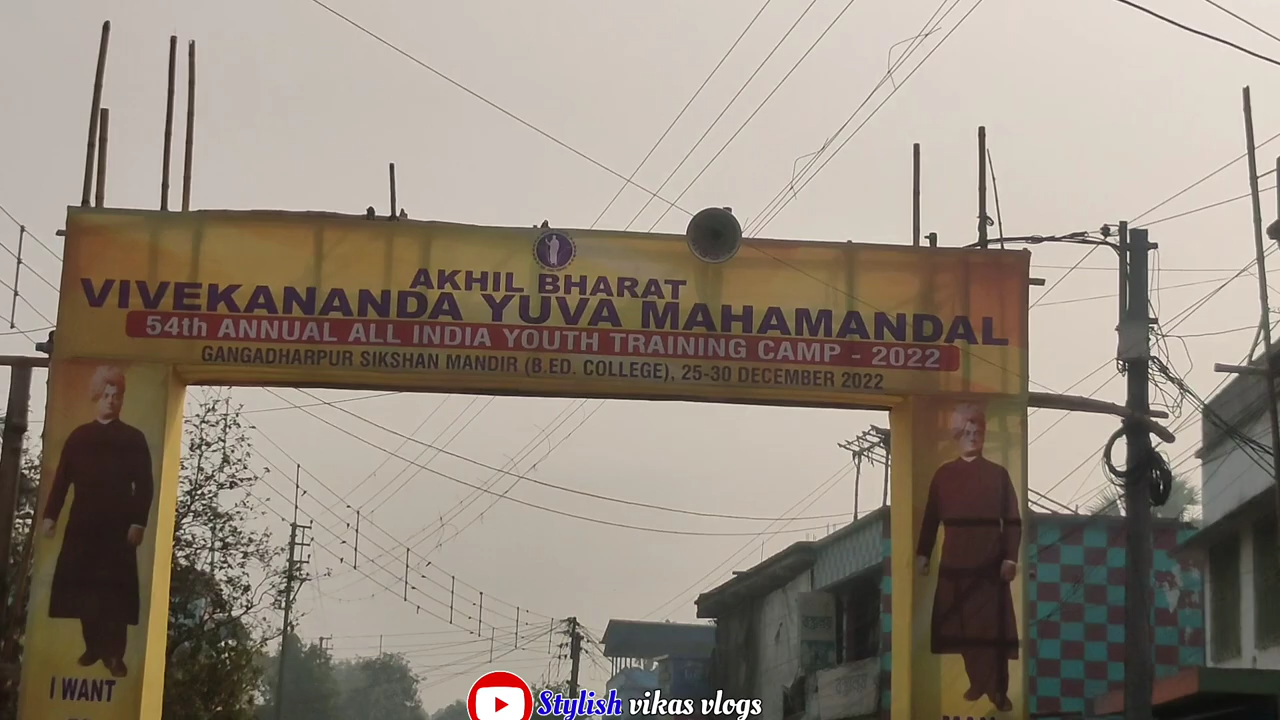 AKHIL BHARAT
VIVEKANANDA YUVA MAHAMANDAL
54th ANNUAL ALL INDIA YOUTH TRAINING CAMP - 2022
GANGADHARPUR SIKSHAN MANDIR (B.ED. COLLEGE), 25-30 DECEMBER 2022
I WANT
Stylish vikas vlogs